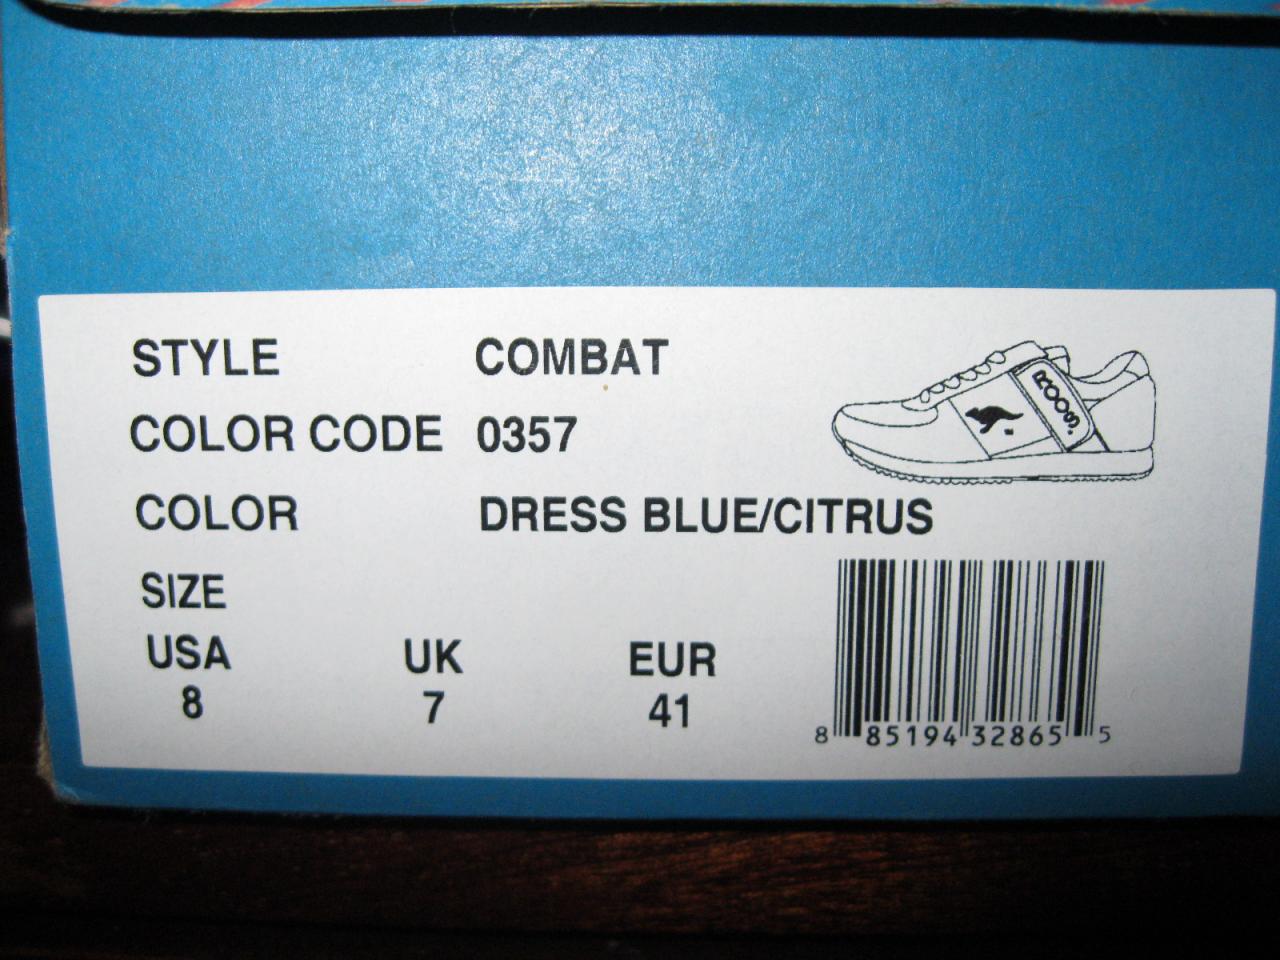 STYLE COMBAT
COLOR CODE 0357
COLOR DRESS BLUE/CITRUS
SIZE
USA UK EUR
8 7 41
ROOS.
8 85194 32865 5